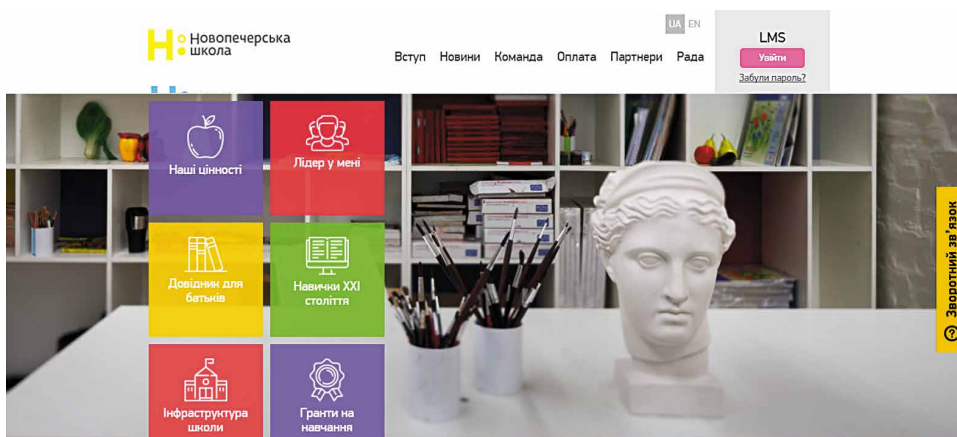 UA EN
Новопечерська
школа
Вступ Новини Команда Оплата Партнери Рада
LMS
Увійти
Забули пароль?
Наші цінності
Лідер у мені
Довідник для
батьків
Навички XXI
століття
Інфраструктура
школи
Гранти на
навчання
Зворотний зв'язок